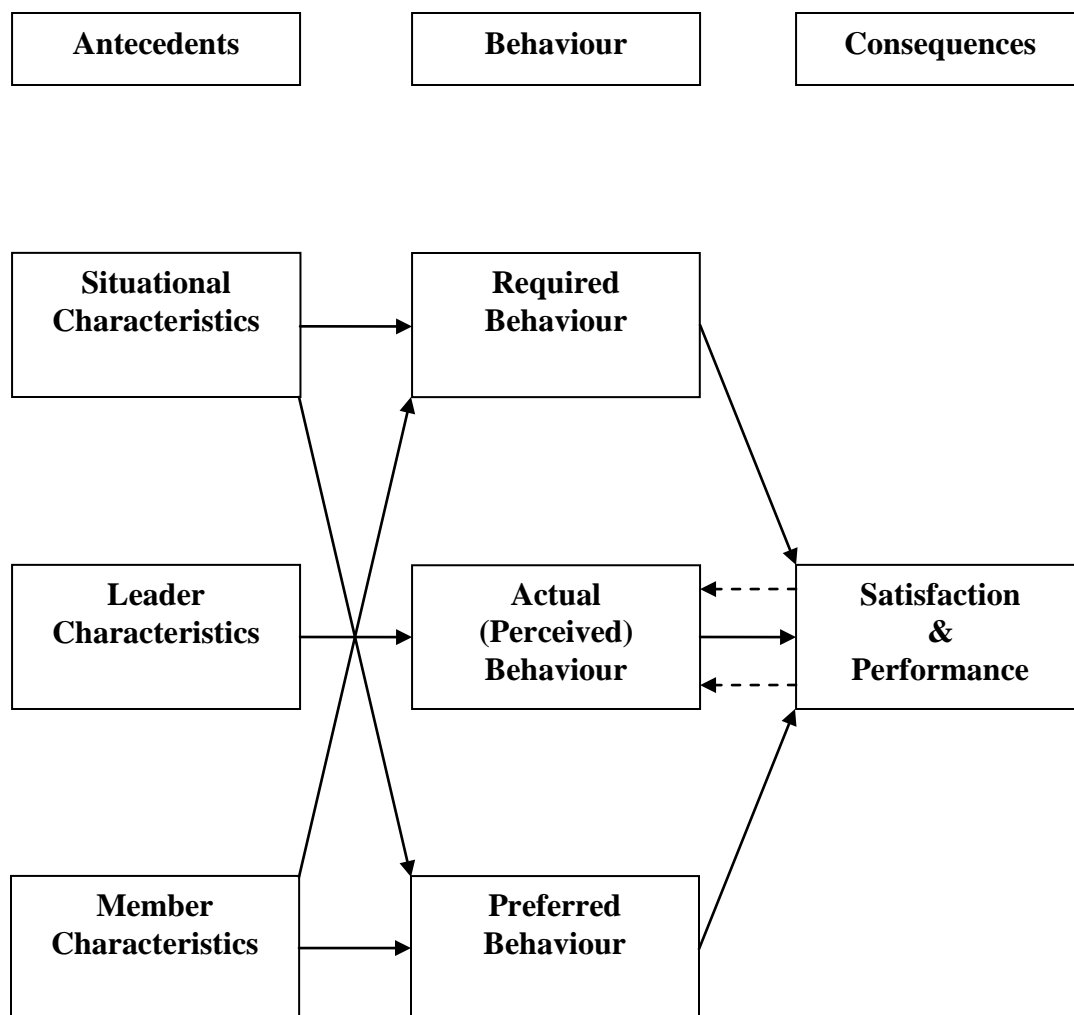 Antecedents
Behaviour
Consequences
Situational
Characteristics
Required
Behaviour
Leader
Characteristics
Actual
(Perceived)
Behaviour
Satisfaction
&
Performance
Member
Characteristics
Preferred
Behaviour